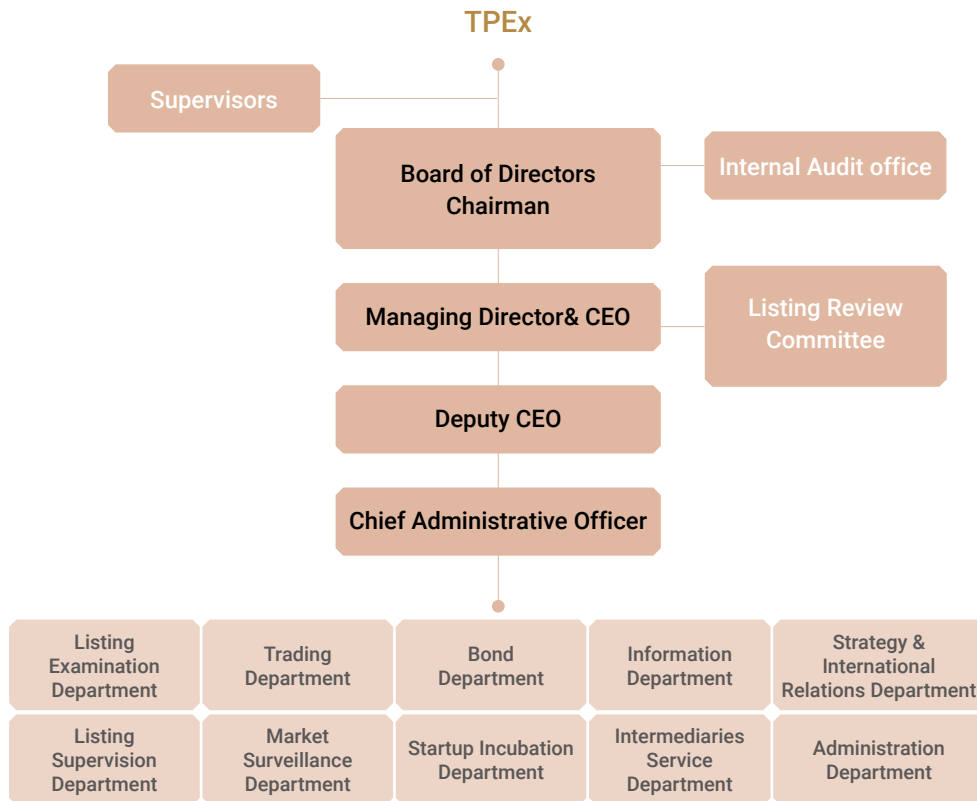 TPEx
Supervisors
Board of Directors
Chairman
Internal Audit office
Managing Director& CEO
Listing Review
Committee
Deputy CEO
Chief Administrative Officer
Listing
Examination
Department
Trading
Department
Bond
Department
Information
Department
Strategy &
International
Relations Department
Listing
Supervision
Department
Market
Surveillance
Department
Startup Incubation
Department
Intermediaries
Service
Department
Administration
Department